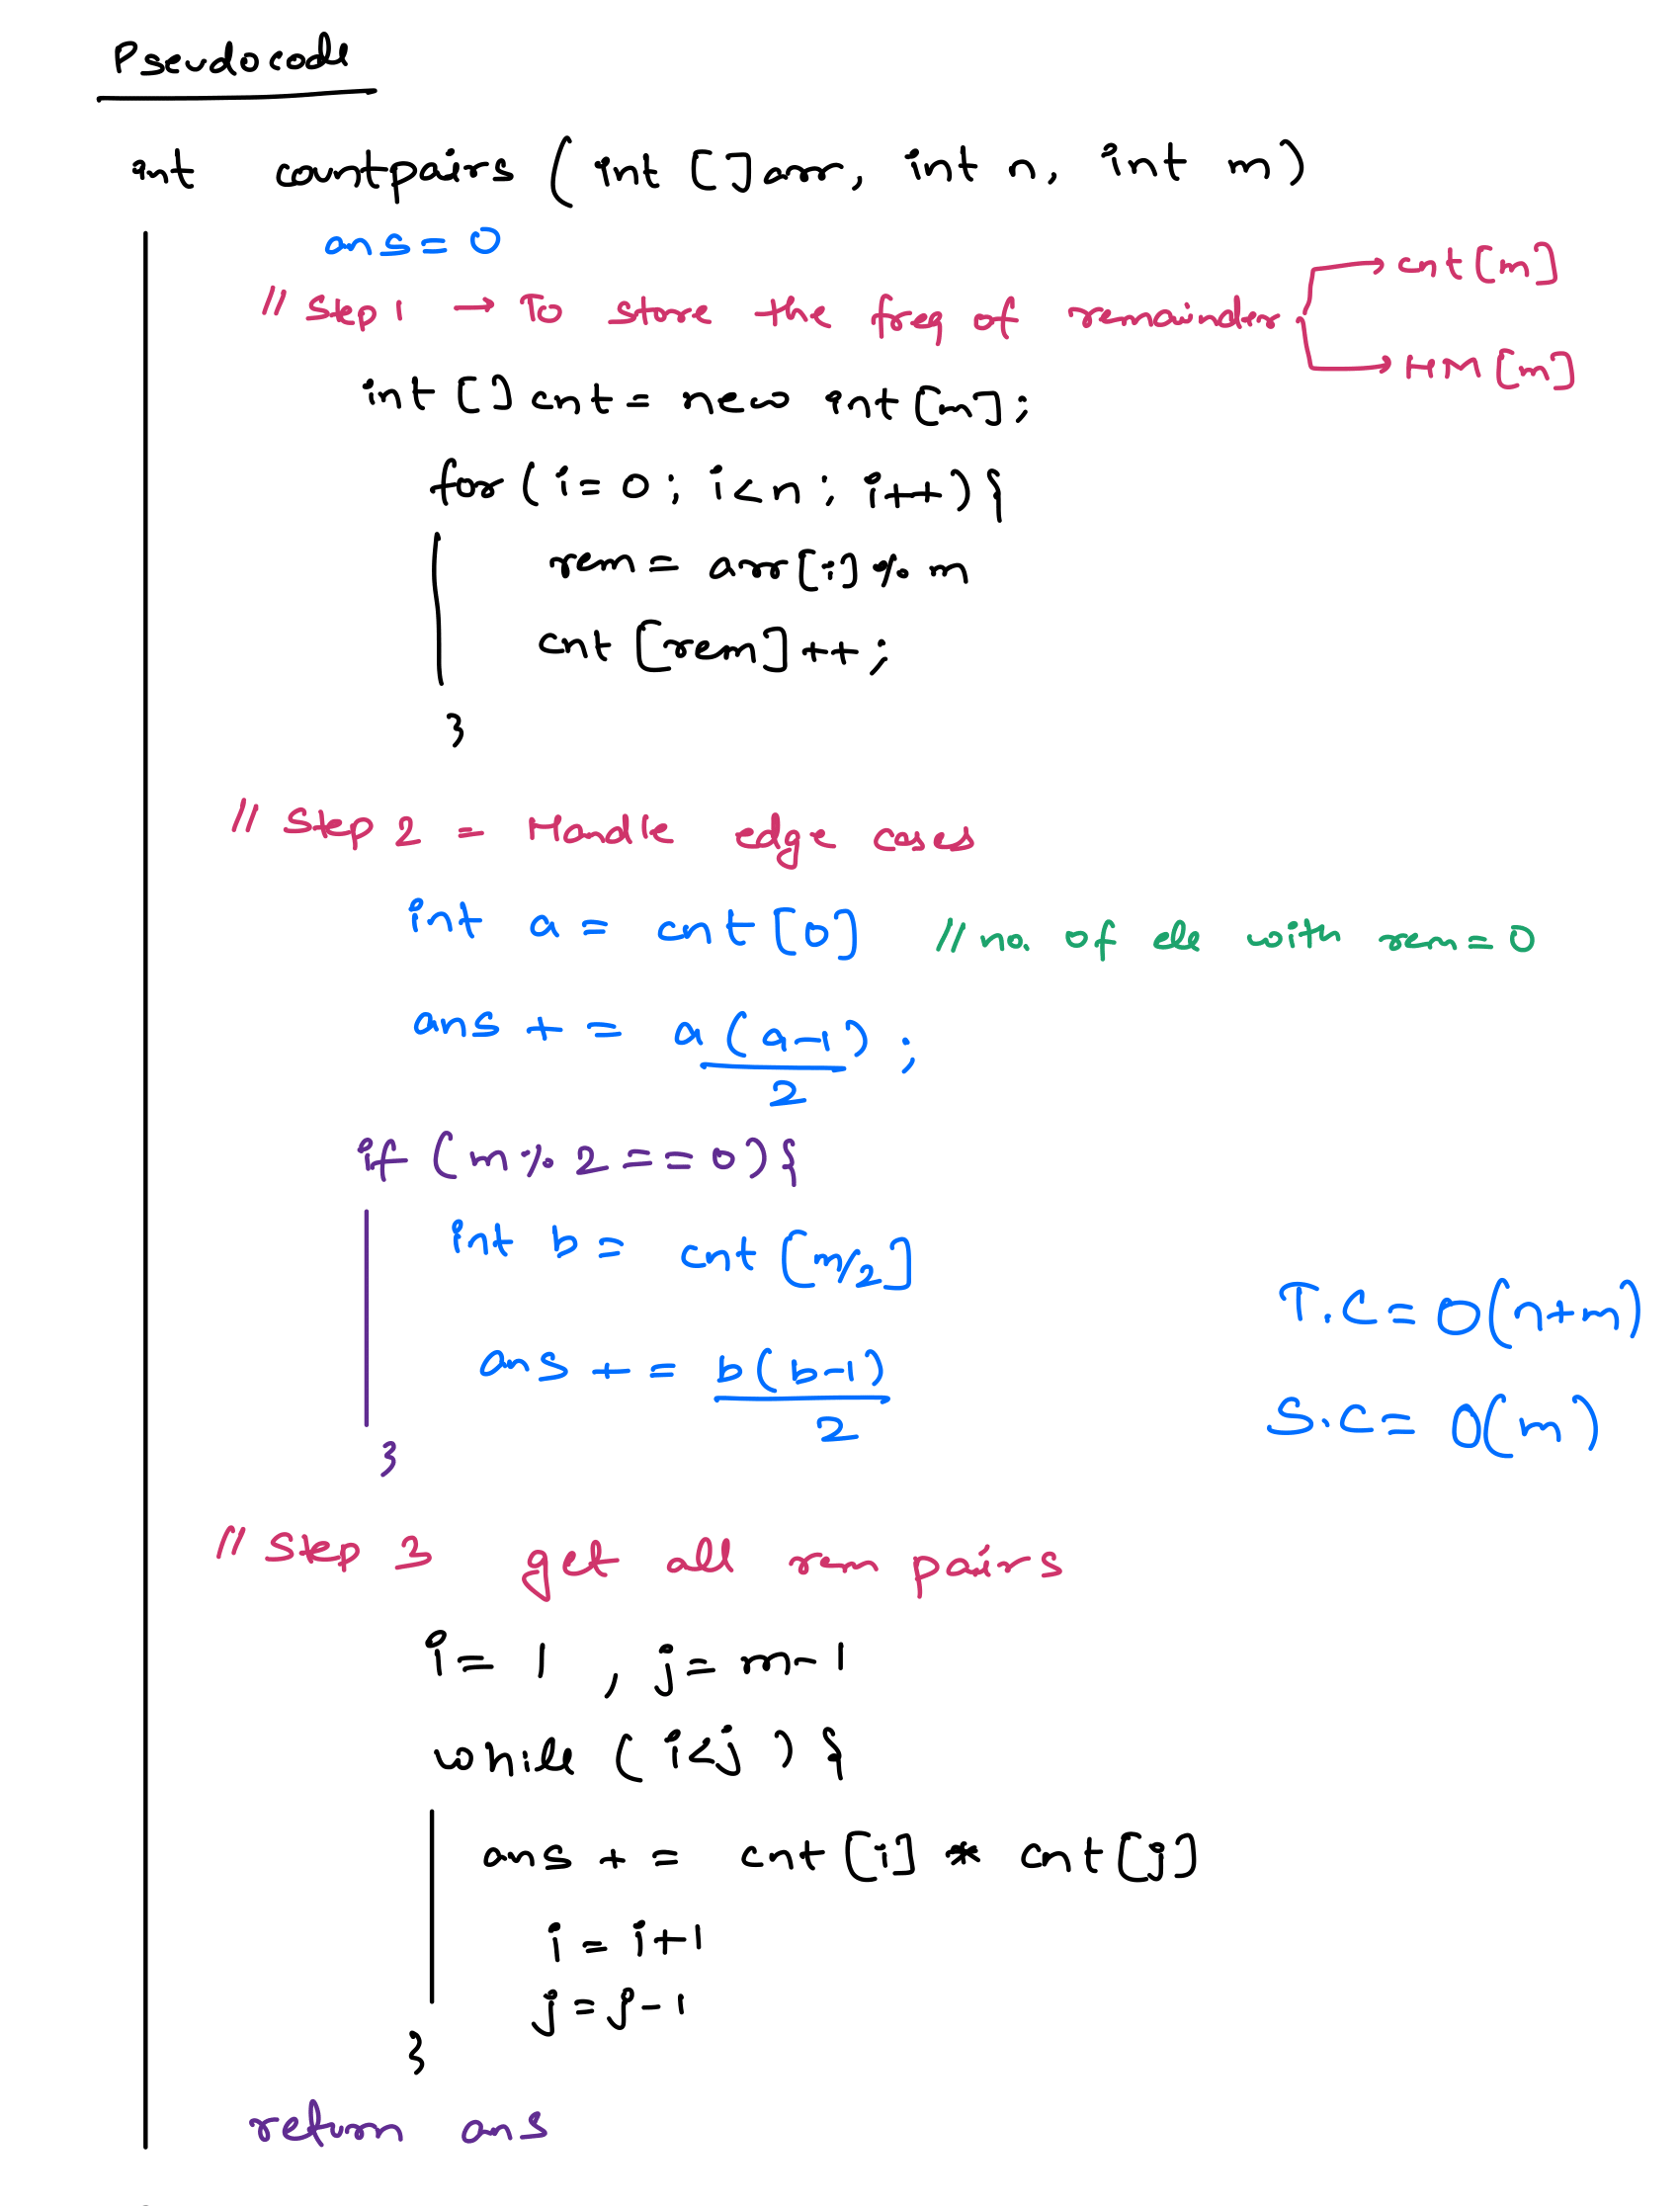 Pseudocode
int countpairs (int []arr, int n, int m)
ans = 0
// Step 1 → To store the freq of remainder → cnt[m]
→ HM[m]
int [] cnt = new int[m];
for (i = 0; i<n; i++){
rem = arr[i] % m
cnt [rem]++;
}
// Step 2 = Handle edge cases
int a = cnt [0] // no. of ele with rem = 0
ans += a(a-1)/2;
if (m % 2 == 0){
int b = cnt [m/2]
ans += b(b-1)/2
}
T.C = O(n+m)
S.C = O(m)
// Step 3 get all rem pairs
i = 1, j = m-1
while (i<j) {
ans += cnt[i] * cnt[j]
i = i+1
j = j-1
}
return ans